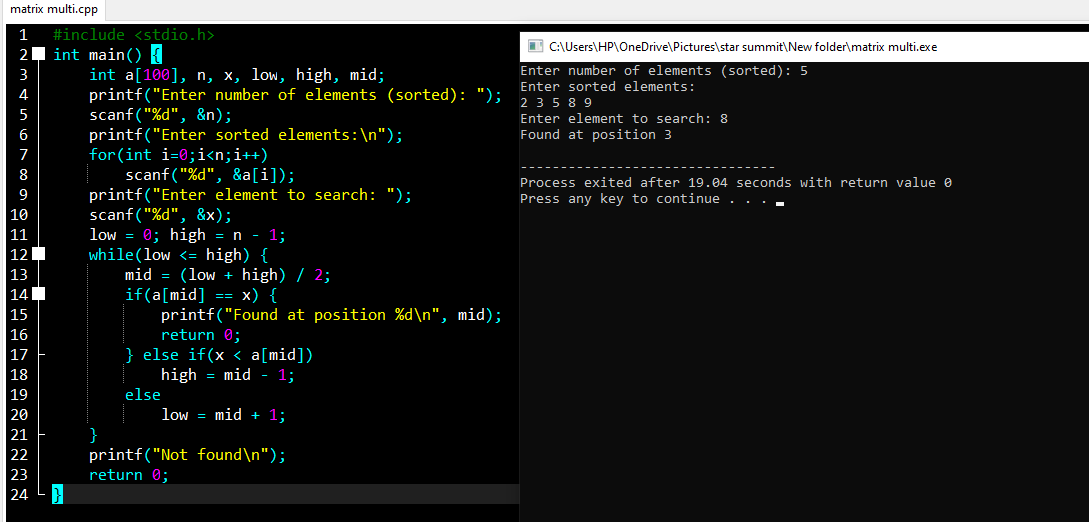 matrix multi.cpp
1 #include <stdio.h>
2 int main() {
3 int a[100], n, x, low, high, mid;
4 printf("Enter number of elements (sorted): ");
5 scanf("%d", &n);
6 printf("Enter sorted elements:\n");
7 for(int i=0;i<n;i++)
8 scanf("%d", &a[i]);
9 printf("Enter element to search: ");
10 scanf("%d", &x);
11 low = 0; high = n - 1;
12 while(low <= high) {
13 mid = (low + high) / 2;
14 if(a[mid] == x) {
15 printf("Found at position %d\n", mid);
16 return 0;
17 } else if(x < a[mid])
18 high = mid - 1;
19 else
20 low = mid + 1;
21 }
22 printf("Not found\n");
23 return 0;
24 }
C:\Users\HP\OneDrive\Pictures\star summit\New folder\matrix multi.exe
Enter number of elements (sorted): 5
Enter sorted elements:
2 3 5 8 9
Enter element to search: 8
Found at position 3
--------------------------------
Process exited after 19.04 seconds with return value 0
Press any key to continue . . .